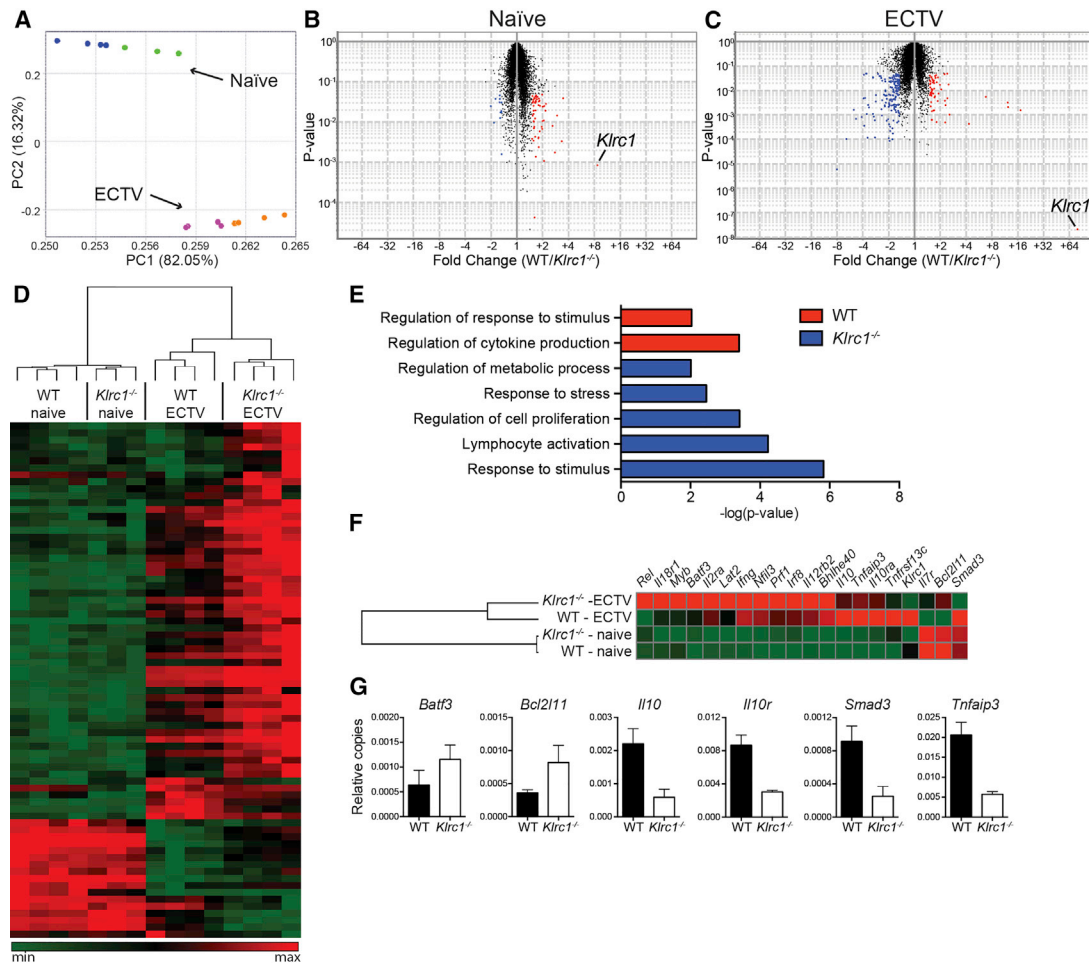 A
PC2 (16.32%)
0.2
0
-0.2
Naïve
ECTV
0.250
0.253
0.256
0.259
0.262
0.265
PC1 (82.05%)
B
Naïve
P-value
10⁰
10⁻¹
10⁻²
10⁻³
10⁻⁴
Klrc1
-64 -32 -16 -8 -4 -2 1 +2 +4 +8 +16 +32 +64
Fold Change (WT/Klrc1⁻/⁻)
C
ECTV
P-value
10⁰
10⁻¹
10⁻²
10⁻³
10⁻⁴
10⁻⁵
10⁻⁶
10⁻⁷
10⁻⁸
Klrc1
-64 -32 -16 -8 -4 -2 1 +2 +4 +8 +16 +32 +64
Fold Change (WT/Klrc1⁻/⁻)
D
WT naive
Klrc1⁻/⁻ naive
WT ECTV
Klrc1⁻/⁻ ECTV
min
max
E
Regulation of response to stimulus
Regulation of cytokine production
Regulation of metabolic process
Response to stress
Regulation of cell proliferation
Lymphocyte activation
Response to stimulus
0 2 4 6 8
-log(p-value)
WT
Klrc1⁻/⁻
F
Rel Il18r1 Myb Batf3 Il2ra Lat2 Ifng Nfil3 Prf1 Irf8 Il12rb2 Bhlhe40 Il10 Tnfaip3 Il10ra Tnfrsf13c Klrc1 Il7r Bcl2l11 Smad3
Klrc1⁻/⁻ -ECTV
WT - ECTV
Klrc1⁻/⁻ - naive
WT - naive
G
Relative copies
Batf3
0.0020
0.0015
0.0010
0.0005
0.0000
WT Klrc1⁻/⁻
Bcl2l11
0.0015
0.0010
0.0005
0.0000
WT Klrc1⁻/⁻
Il10
0.003
0.002
0.001
0.000
WT Klrc1⁻/⁻
Il10r
0.012
0.008
0.004
0.000
WT Klrc1⁻/⁻
Smad3
0.0012
0.0008
0.0004
0.0000
WT Klrc1⁻/⁻
Tnfaip3
0.025
0.020
0.015
0.010
0.005
0.000
WT Klrc1⁻/⁻